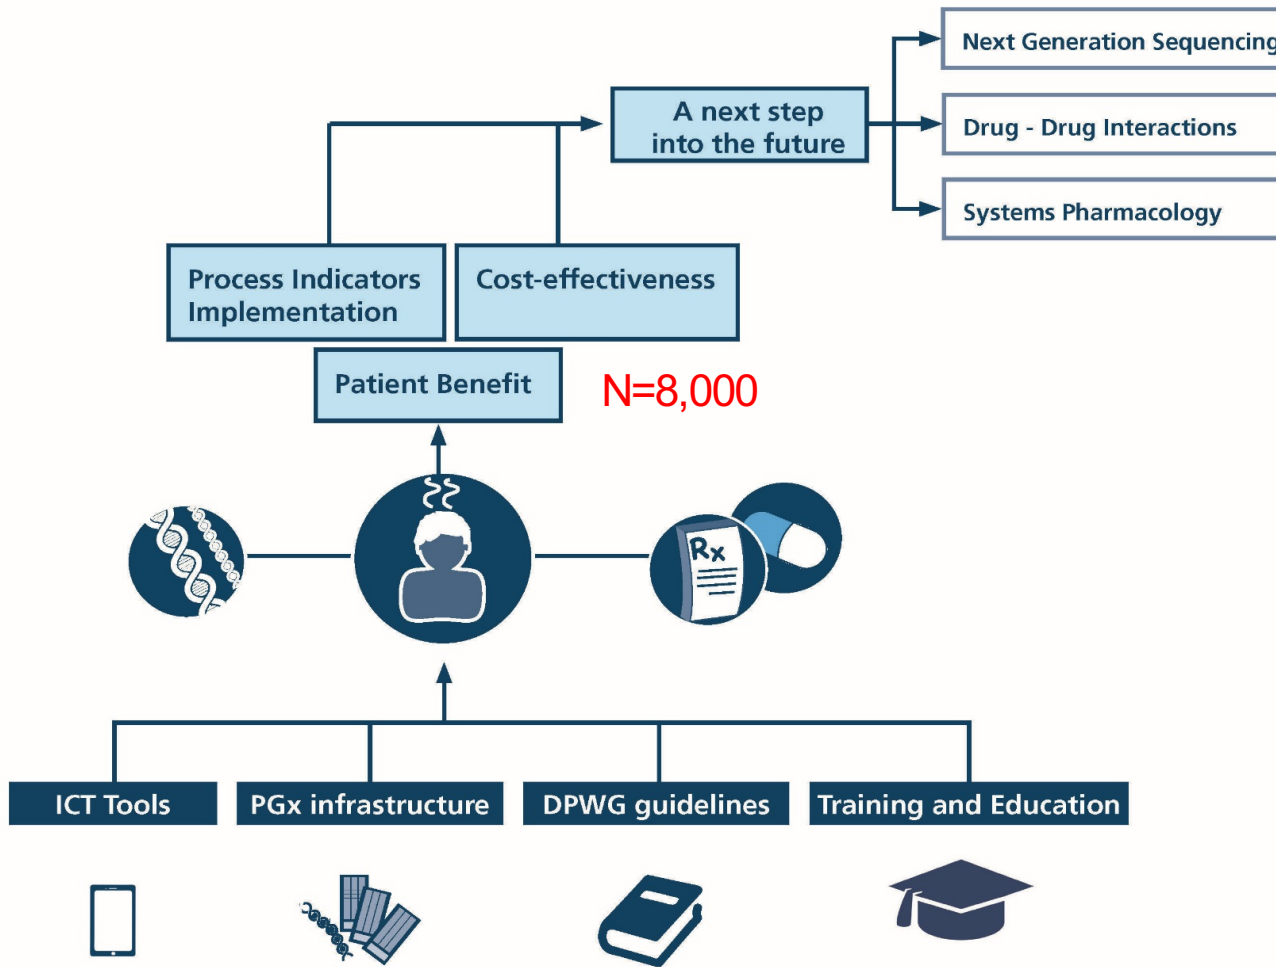 Next Generation Sequencing
A next step
into the future
Drug - Drug Interactions
Systems Pharmacology
Process Indicators
Implementation
Cost-effectiveness
Patient Benefit
N=8,000
Rx
ICT Tools
PGx infrastructure
DPWG guidelines
Training and Education